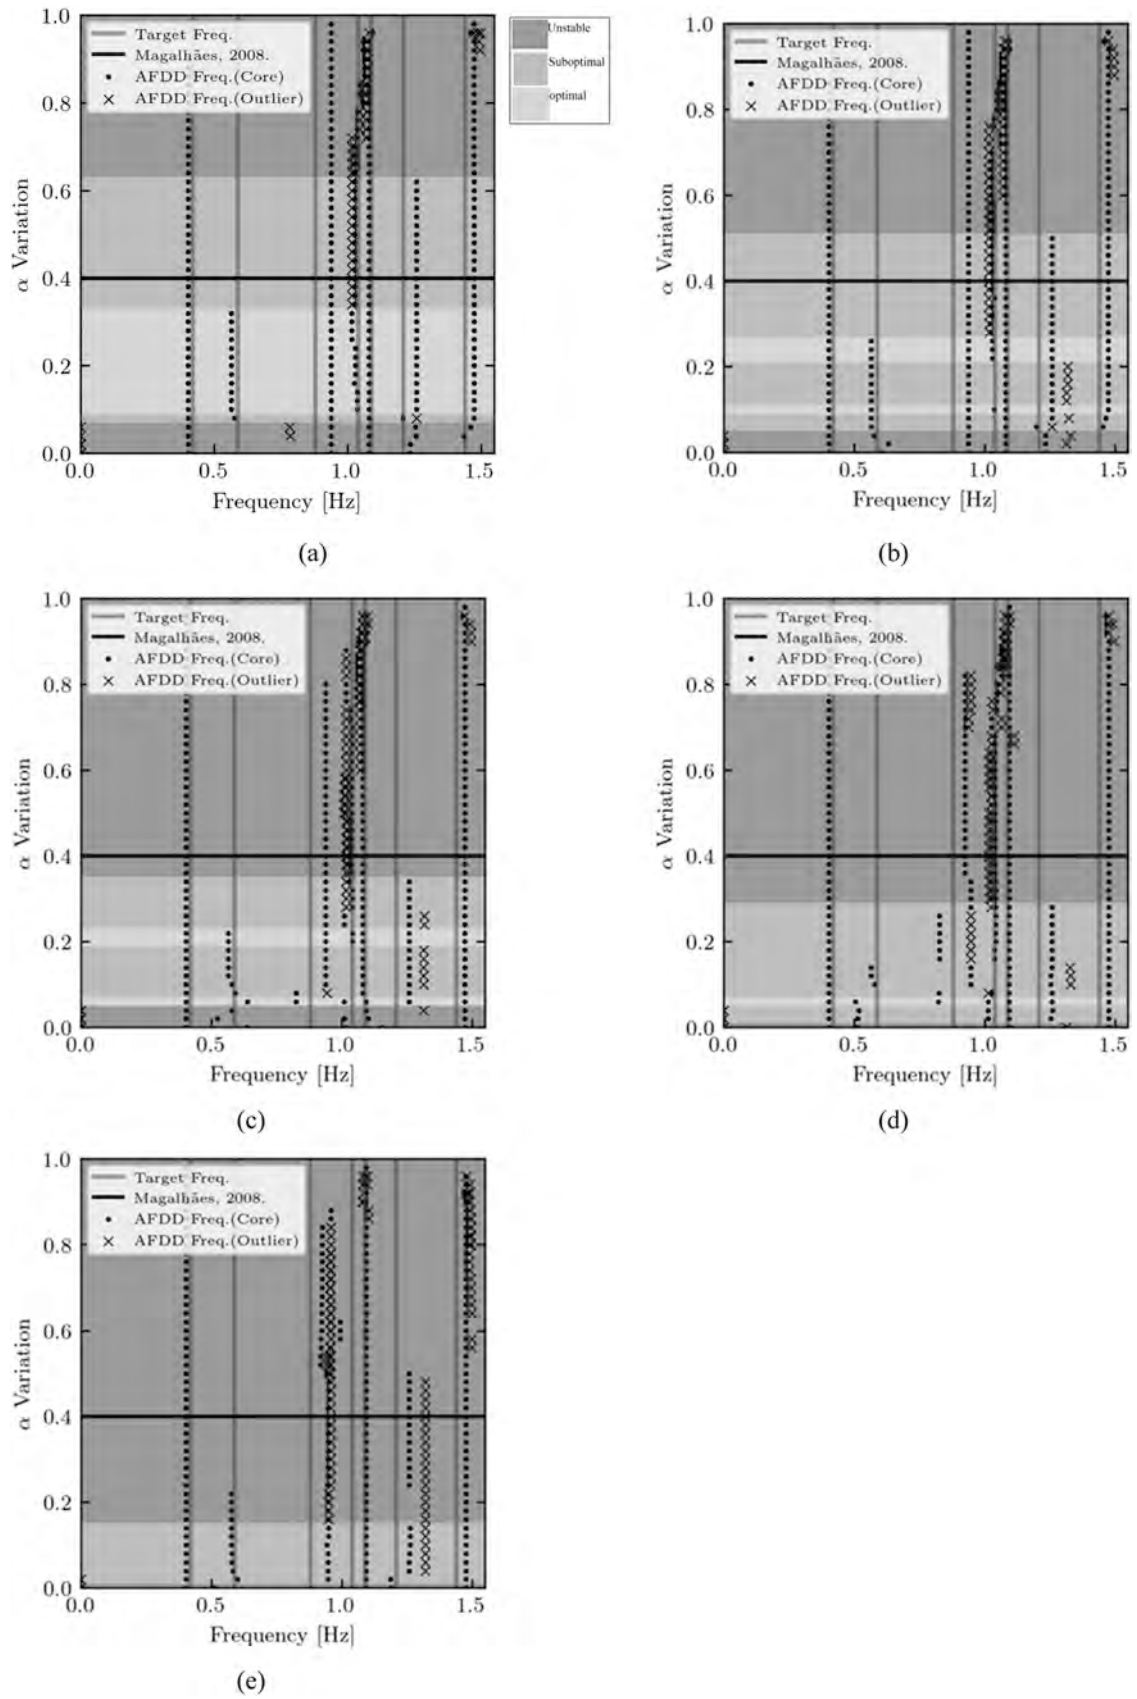 Target Freq.
Magalhães, 2008.
AFDD Freq.(Core)
AFDD Freq.(Outlier)
1.0
0.8
0.6
0.4
0.2
0.0
α Variation
0.0
0.5
1.0
1.5
Frequency [Hz]
(a)
Unstable
Suboptimal
optimal
Target Freq.
Magalhães, 2008.
AFDD Freq.(Core)
AFDD Freq.(Outlier)
1.0
0.8
0.6
0.4
0.2
0.0
α Variation
0.0
0.5
1.0
1.5
Frequency [Hz]
(b)
Target Freq.
Magalhães, 2008.
AFDD Freq.(Core)
AFDD Freq.(Outlier)
1.0
0.8
0.6
0.4
0.2
0.0
α Variation
0.0
0.5
1.0
1.5
Frequency [Hz]
(c)
Target Freq.
Magalhães, 2008.
AFDD Freq.(Core)
AFDD Freq.(Outlier)
1.0
0.8
0.6
0.4
0.2
0.0
α Variation
0.0
0.5
1.0
1.5
Frequency [Hz]
(d)
Target Freq.
Magalhães, 2008.
AFDD Freq.(Core)
AFDD Freq.(Outlier)
1.0
0.8
0.6
0.4
0.2
0.0
α Variation
0.0
0.5
1.0
1.5
Frequency [Hz]
(e)